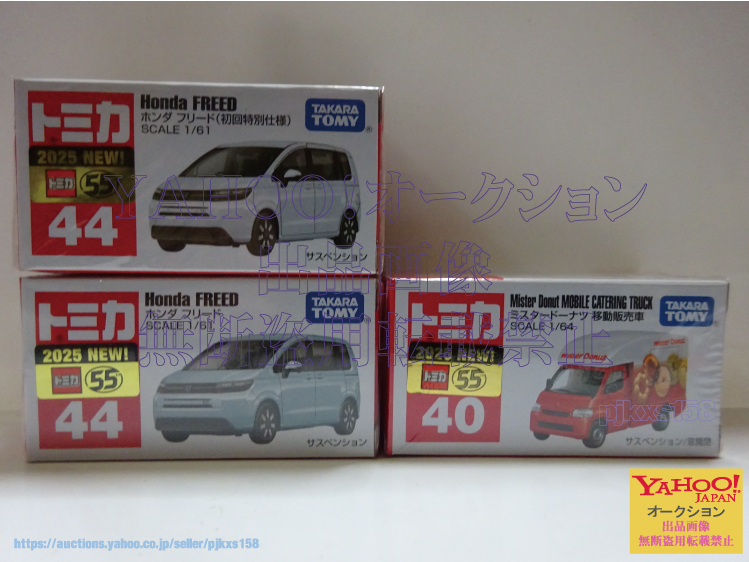 トミカ
Honda FREED
ホンダ フリード(初回特別仕様)
SCALE 1/61
TAKARA
TOMY
2025 NEW!
トミカ 55
44
サスペンション
YAHOO!オークション
出品画像
無断盗用転載禁止
トミカ
Honda FREED
ホンダ フリード
SCALE 1/61
TAKARA
TOMY
2025 NEW!
トミカ 55
44
サスペンション
トミカ
Mister Donut MOBILE CATERING TRUCK
ミスタードーナツ 移動販売車
SCALE 1/64
TAKARA
TOMY
2025 NEW!
トミカ 55
40
Mister Donut
pjkxs158
サスペンション/扉開閉
YAHOO!
JAPAN
オークション
出品画像
無断盗用転載禁止
https://auctions.yahoo.co.jp/seller/pjkxs158